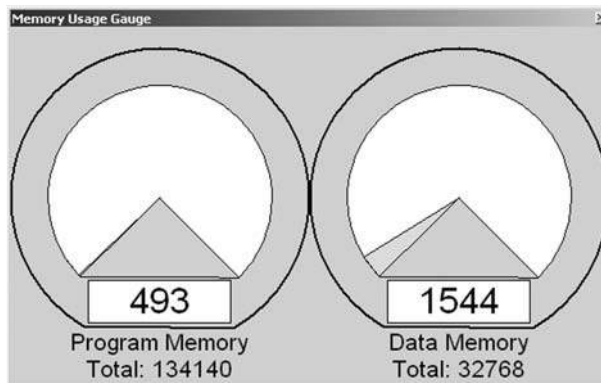 Memory Usage Gauge
493
1544
Program Memory
Data Memory
Total: 134140
Total: 32768